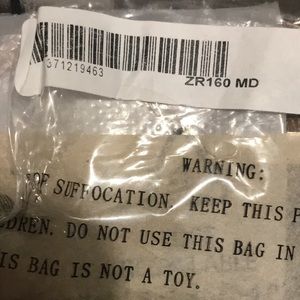 371219463
ZR160 MD
WARNING:
OF SUFFOCATION. KEEP THIS
DREN. DO NOT USE THIS BAG IN
IS BAG IS NOT A TOY.